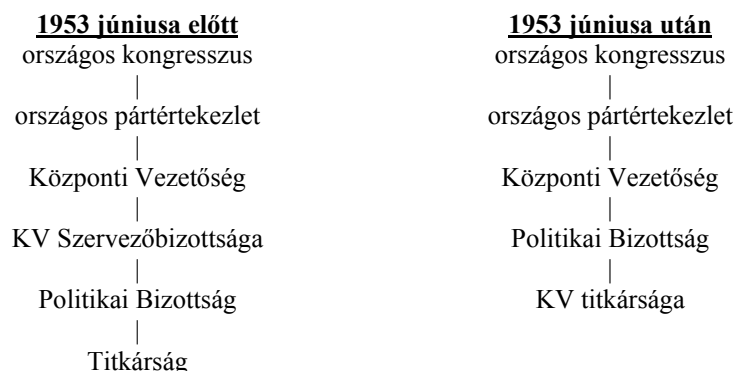 1953 júniusa előtt
országos kongresszus
|
országos pártértekezlet
|
Központi Vezetőség
|
KV Szervezőbizottsága
|
Politikai Bizottság
|
Titkárság
1953 júniusa után
országos kongresszus
|
országos pártértekezlet
|
Központi Vezetőség
|
Politikai Bizottság
|
KV titkársága